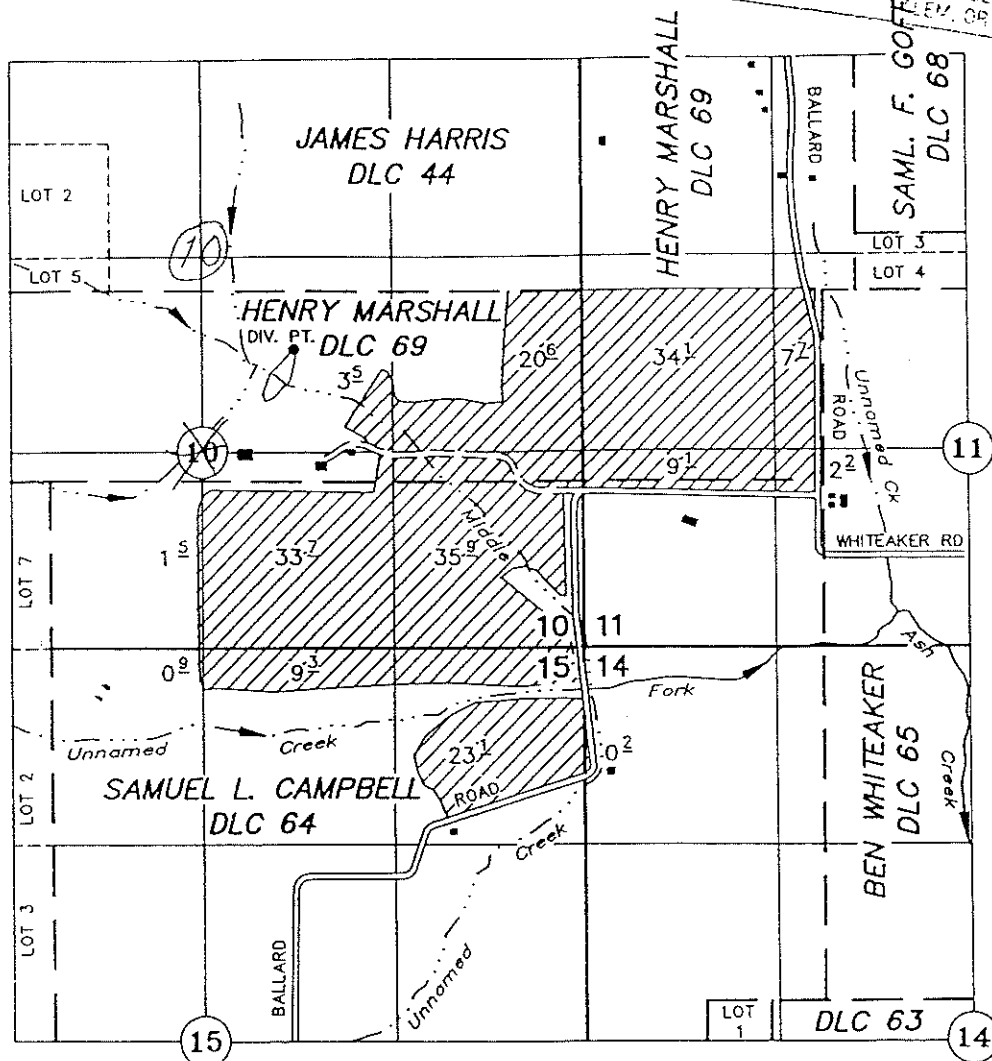 LEM, OR
JAMES HARRIS
DLC 44
HENRY MARSHALL
DLC 69
BALLARD
SAML. F. GOFF
DLC 68
LOT 2
10
LOT 5
LOT 3
LOT 4
HENRY MARSHALL
DIV. PT.
DLC 69
7
3 5
20 6
34 1
7 7
ROAD
Unnamed Ck
10
11
9 1
2 2
WHITEAKER RD
LOT 7
1 5
33 7
35 9
Middle
10 11
15 14
0 9
9 3
Fork
Ash
Creek
Unnamed
Creek
LOT 2
23 1
0 2
SAMUEL L. CAMPBELL
DLC 64
ROAD
Creek
BEN WHITEAKER
DLC 65
LOT 3
BALLARD
Unnamed
LOT
1
DLC 63
15
14